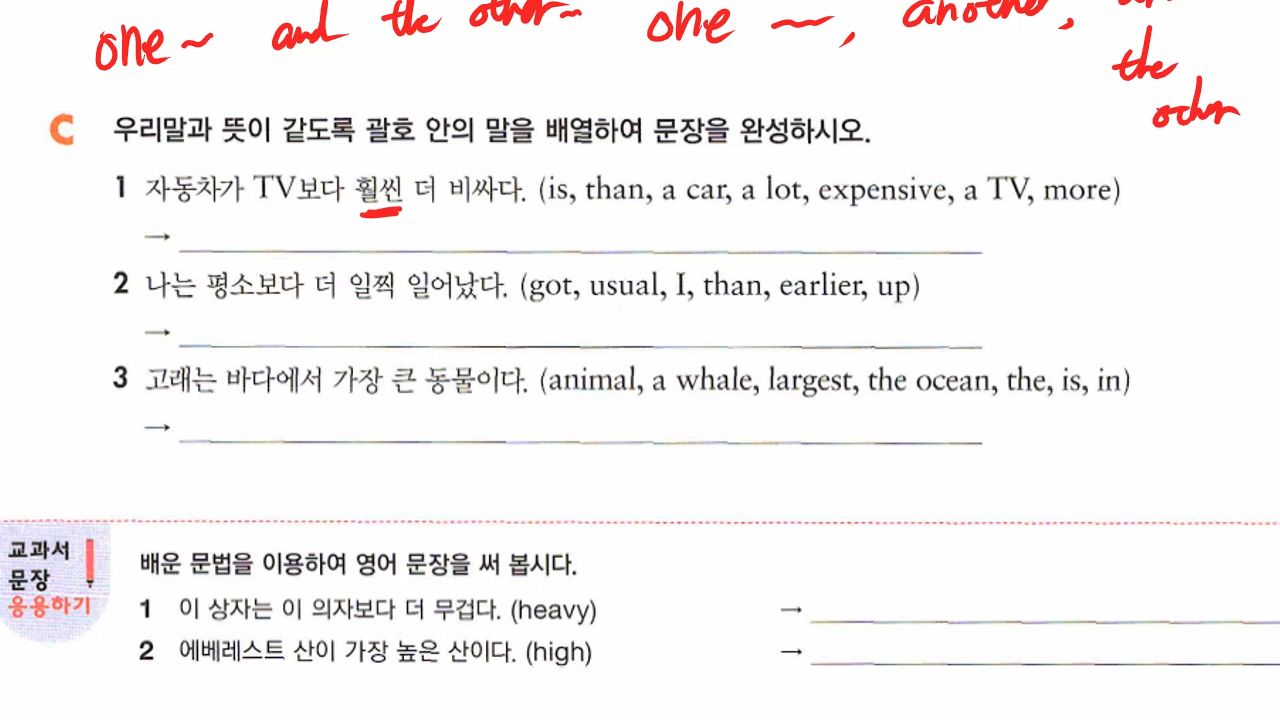 one ~ and the other~ one ~, another,
the
other
C 우리말과 뜻이 같도록 괄호 안의 말을 배열하여 문장을 완성하시오.
1 자동차가 TV보다 훨씬 더 비싸다. (is, than, a car, a lot, expensive, a TV, more)
→
2 나는 평소보다 더 일찍 일어났다. (got, usual, I, than, earlier, up)
→
3 고래는 바다에서 가장 큰 동물이다. (animal, a whale, largest, the ocean, the, is, in)
→
교과서
문장
응용하기
배운 문법을 이용하여 영어 문장을 써 봅시다.
1 이 상자는 이 의자보다 더 무겁다. (heavy) →
2 에베레스트 산이 가장 높은 산이다. (high) →